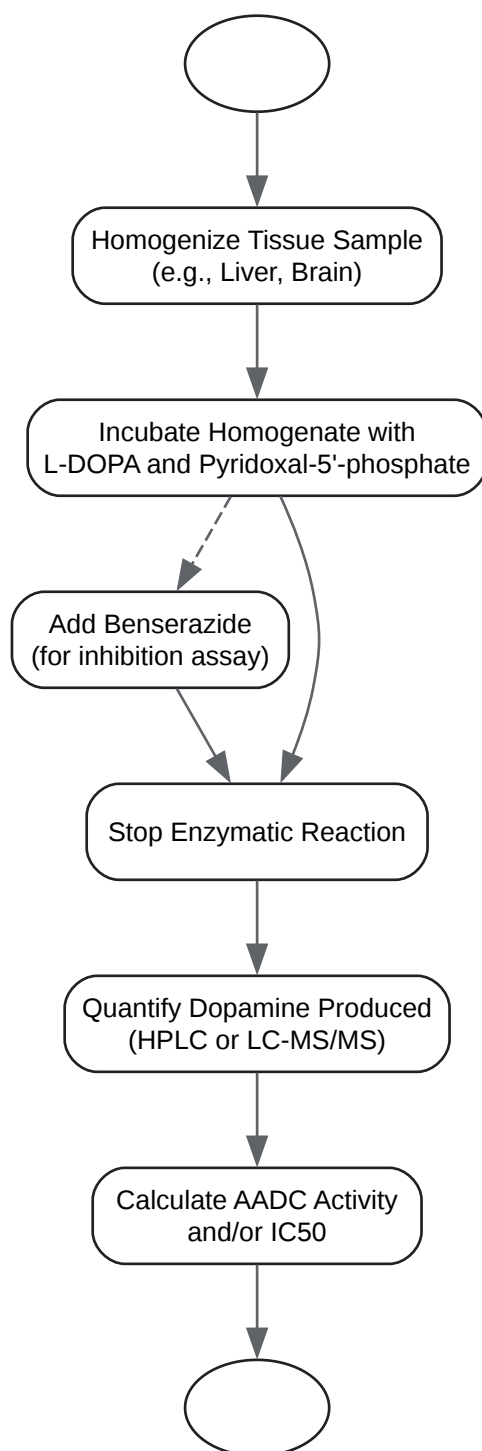 Homogenize Tissue Sample
(e.g., Liver, Brain)
Incubate Homogenate with
L-DOPA and Pyridoxal-5'-phosphate
Add Benserazide
(for inhibition assay)
Stop Enzymatic Reaction
Quantify Dopamine Produced
(HPLC or LC-MS/MS)
Calculate AADC Activity
and/or IC50